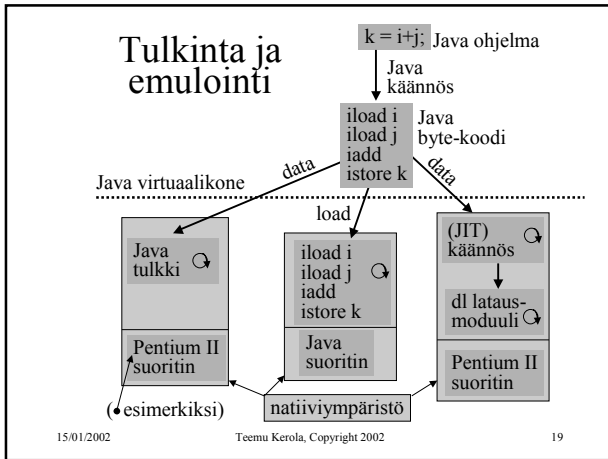 Tulkinta ja
emulointi
k = i+j;
Java ohjelma
Java
käännös
iload i
iload j
iadd
istore k
Java
byte-koodi
data
data
Java virtuaalikone
load
Java
tulkki
Pentium II
suoritin
iload i
iload j
iadd
istore k
Java
suoritin
(JIT)
käännös
dl lataus-
moduuli
Pentium II
suoritin
( esimerkiksi)
natiiviympäristö
15/01/2002
Teemu Kerola, Copyright 2002
19